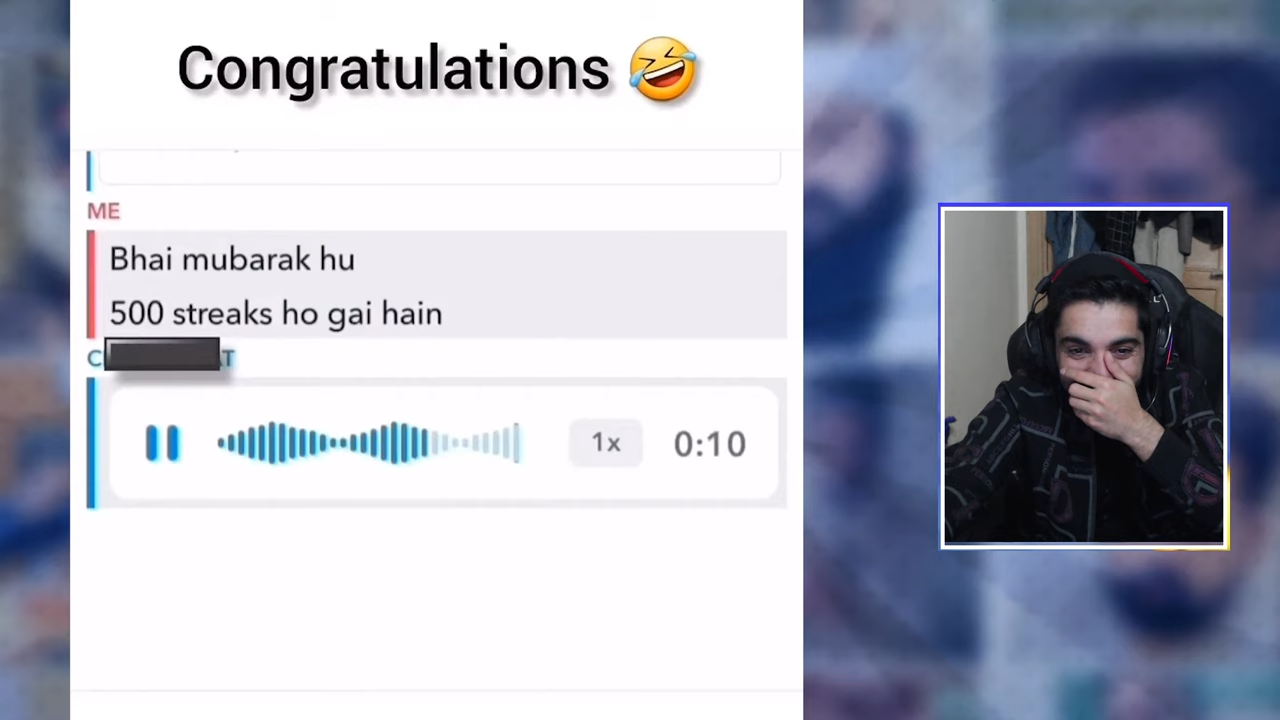 Congratulations 🤣
ME
Bhai mubarak hu
500 streaks ho gai hain
C T
1x 0:10